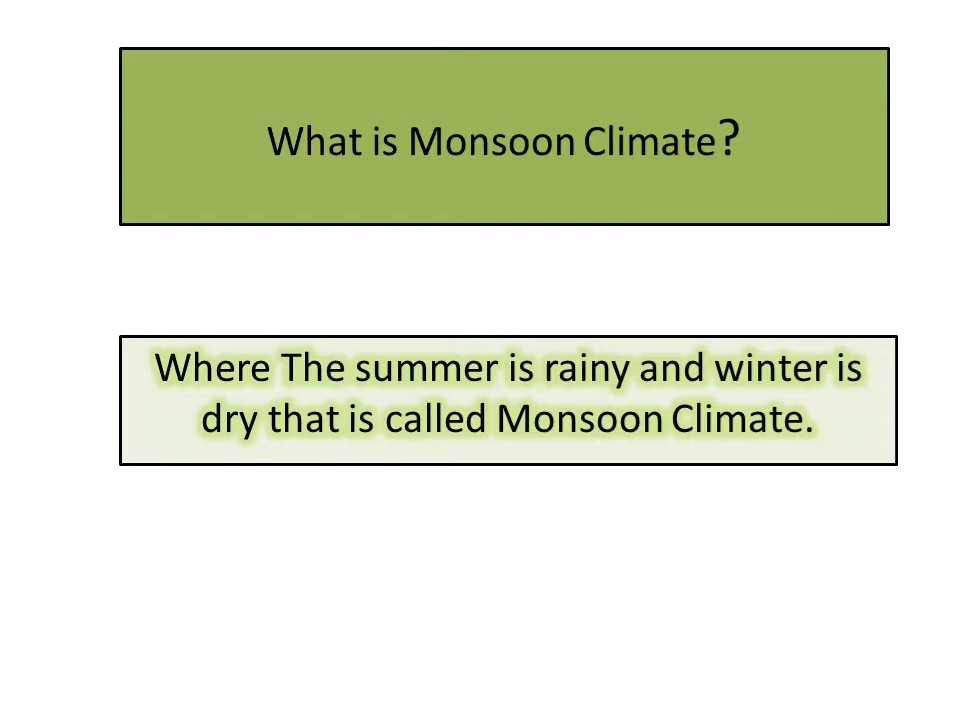 What is Monsoon Climate?
Where The summer is rainy and winter is
dry that is called Monsoon Climate.